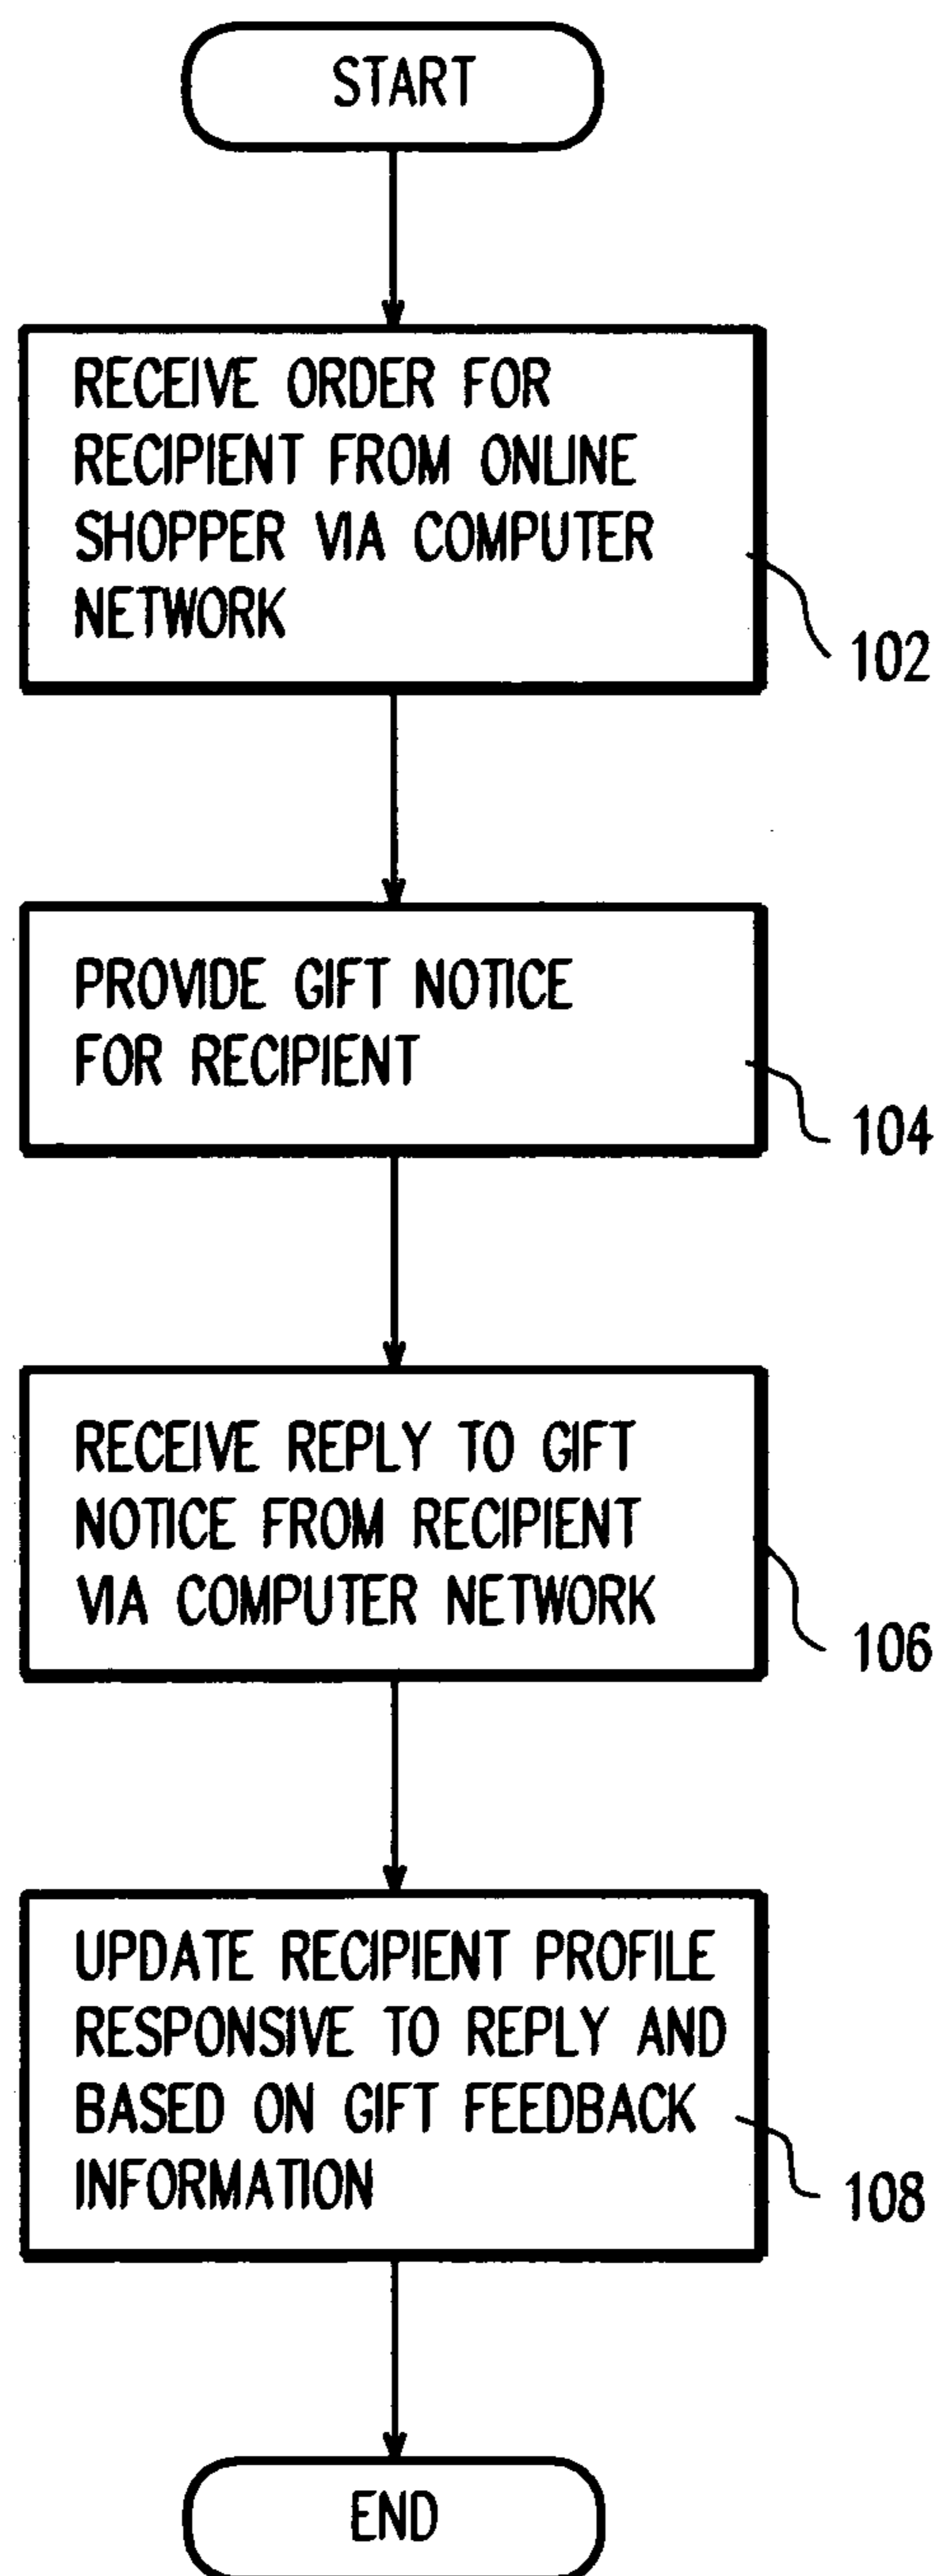 START
RECEIVE ORDER FOR
RECIPIENT FROM ONLINE
SHOPPER VIA COMPUTER
NETWORK
102
PROVIDE GIFT NOTICE
FOR RECIPIENT
104
RECEIVE REPLY TO GIFT
NOTICE FROM RECIPIENT
VIA COMPUTER NETWORK
106
UPDATE RECIPIENT PROFILE
RESPONSIVE TO REPLY AND
BASED ON GIFT FEEDBACK
INFORMATION
108
END